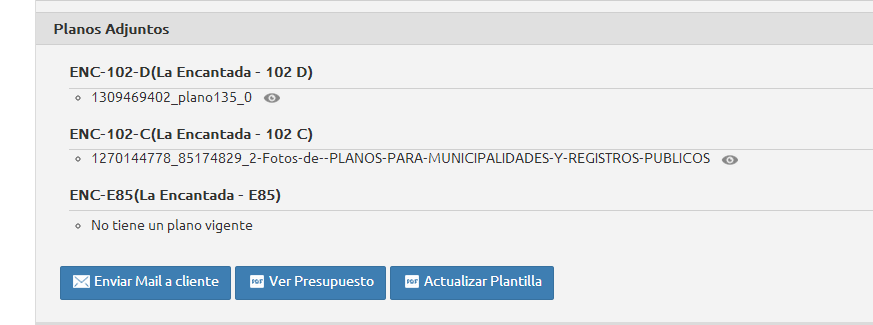 Planos Adjuntos
ENC-102-D(La Encantada - 102 D)
1309469402_plano135_0
ENC-102-C(La Encantada - 102 C)
1270144778_85174829_2-Fotos-de--PLANOS-PARA-MUNICIPALIDADES-Y-REGISTROS-PUBLICOS
ENC-E85(La Encantada - E85)
No tiene un plano vigente
Enviar Mail a cliente PDF Ver Presupuesto PDF Actualizar Plantilla